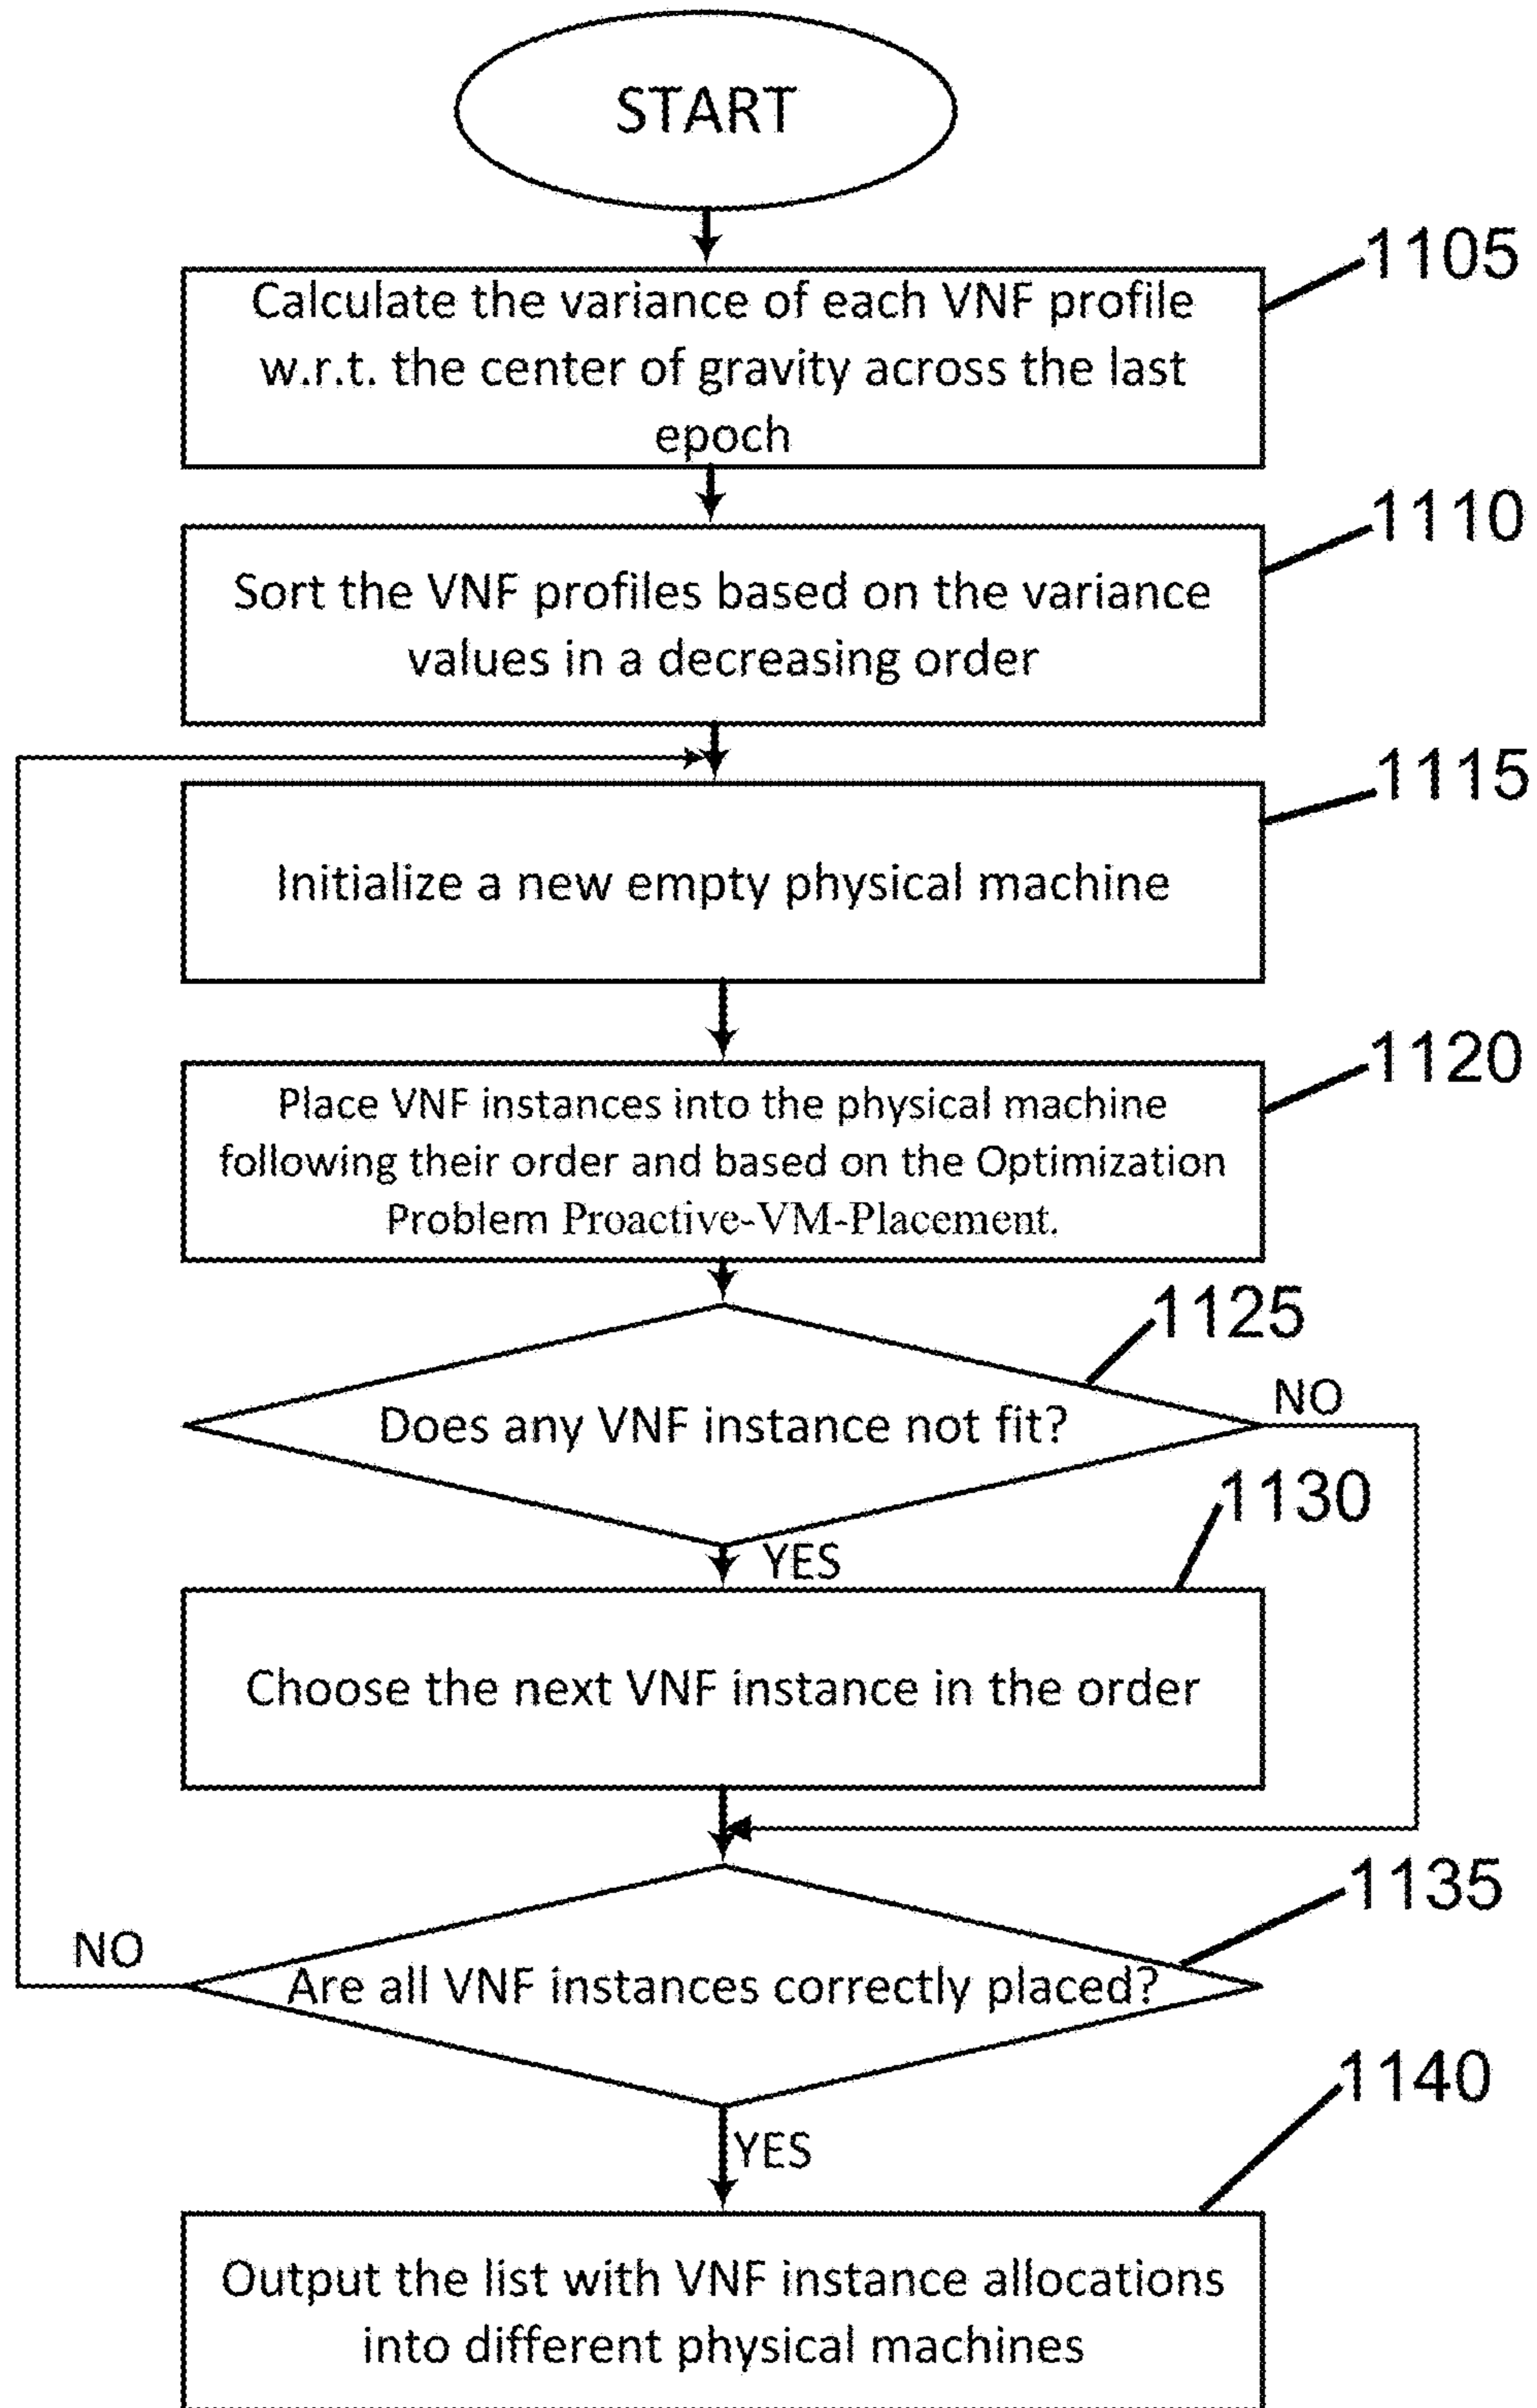 START
1105
Calculate the variance of each VNF profile
w.r.t. the center of gravity across the last
epoch
1110
Sort the VNF profiles based on the variance
values in a decreasing order
1115
Initialize a new empty physical machine
1120
Place VNF instances into the physical machine
following their order and based on the Optimization
Problem Proactive-VM-Placement.
1125
Does any VNF instance not fit?
NO
1130
YES
Choose the next VNF instance in the order
1135
NO
Are all VNF instances correctly placed?
1140
YES
Output the list with VNF instance allocations
into different physical machines